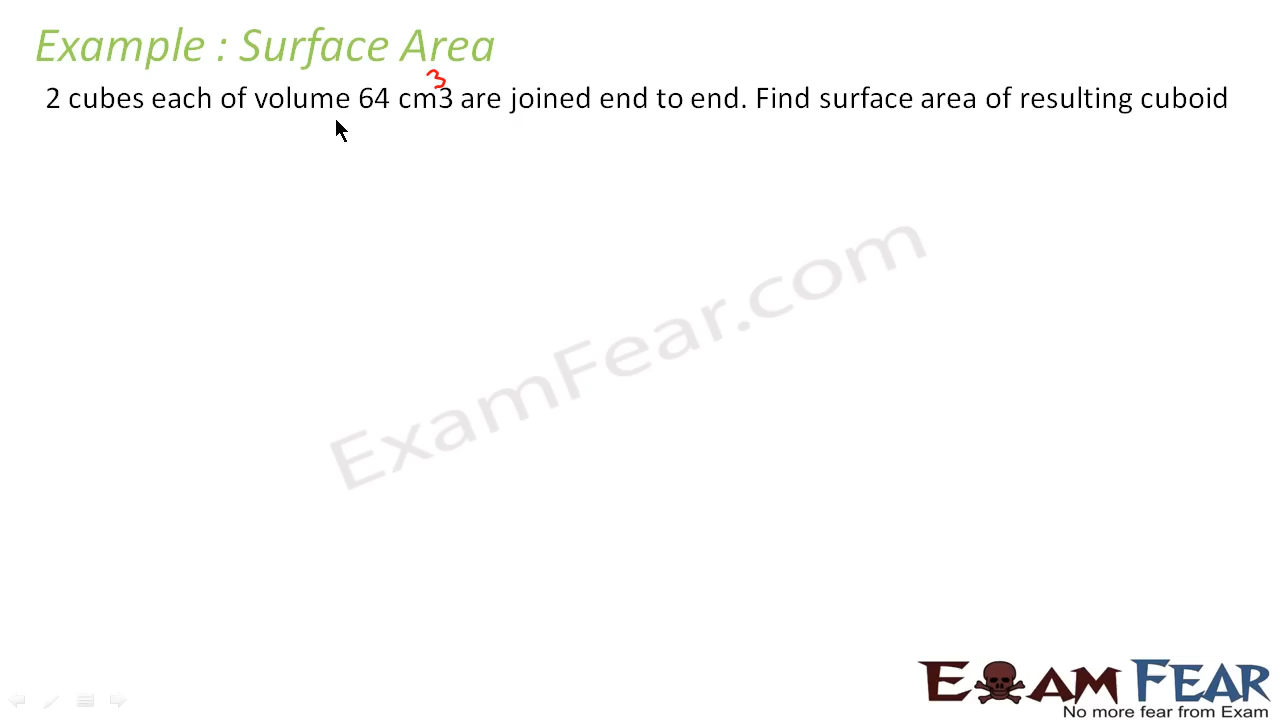 Example : Surface Area
3
2 cubes each of volume 64 cm3 are joined end to end. Find surface area of resulting cuboid
ExamFear.com
EXAM FEAR
No more fear from Exam